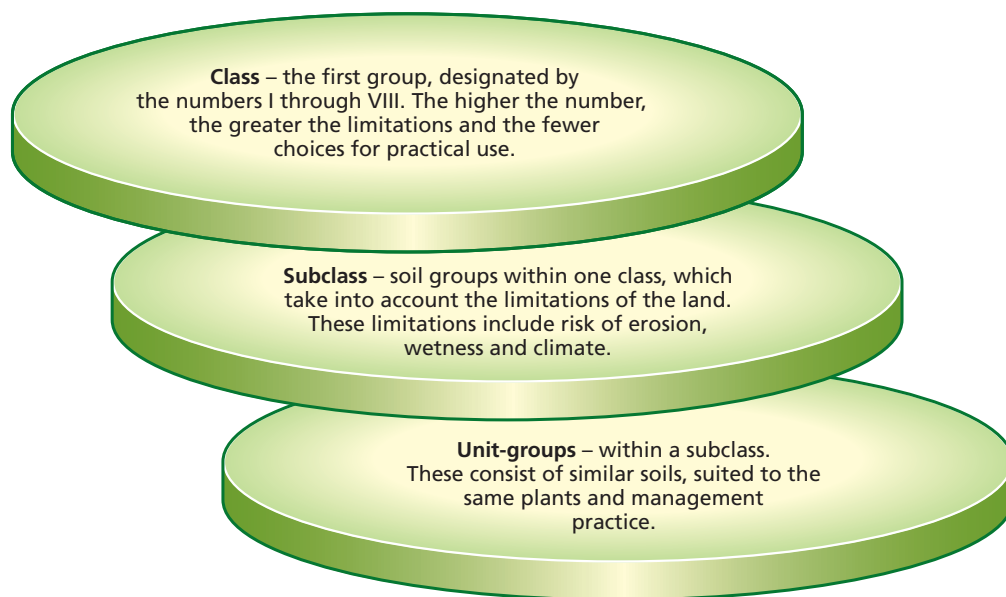 Class – the first group, designated by
the numbers I through VIII. The higher the number,
the greater the limitations and the fewer
choices for practical use.
Subclass – soil groups within one class, which
take into account the limitations of the land.
These limitations include risk of erosion,
wetness and climate.
Unit-groups – within a subclass.
These consist of similar soils, suited to the
same plants and management
practice.